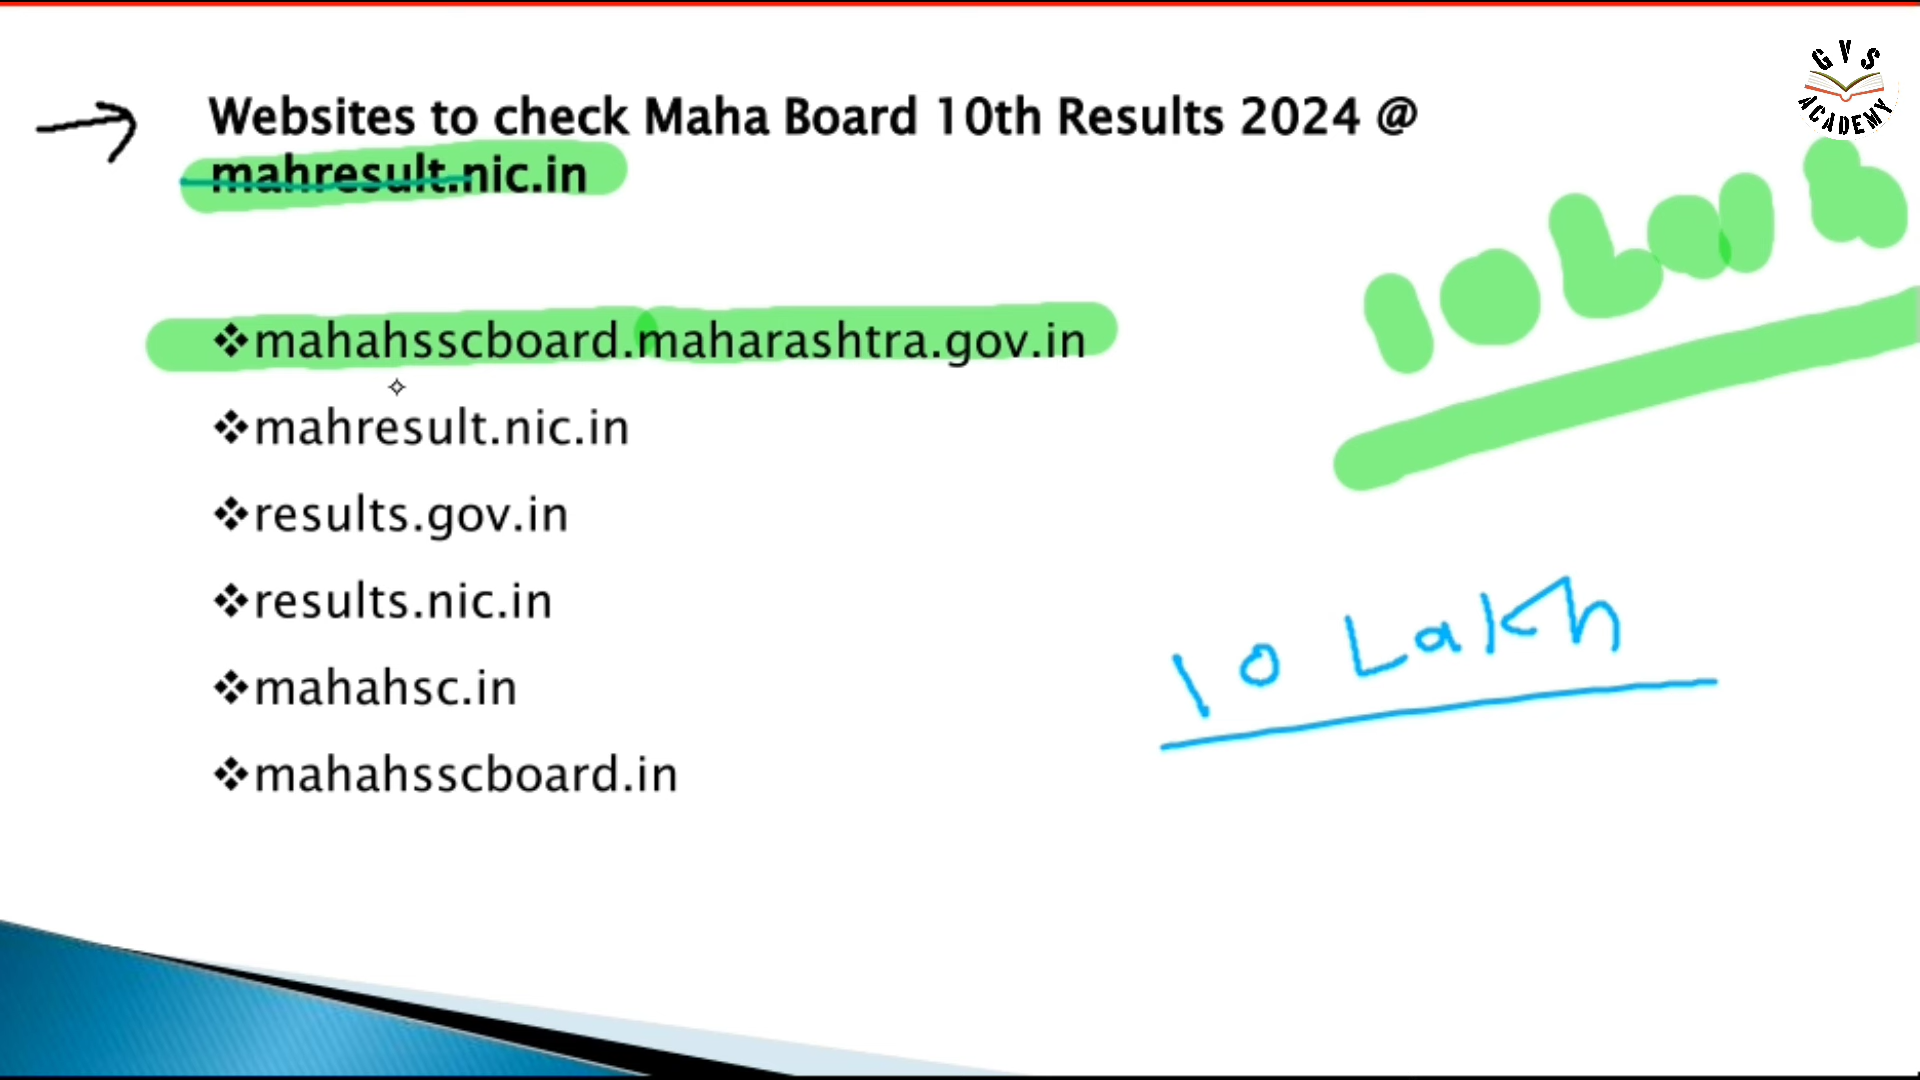 Websites to check Maha Board 10th Results 2024 @
mahresult.nic.in
❖mahahsscboard.maharashtra.gov.in
❖mahresult.nic.in
❖results.gov.in
❖results.nic.in
❖mahahsc.in
❖mahahsscboard.in
GVS
ACADEMY
10 Lakh
10 Lakh